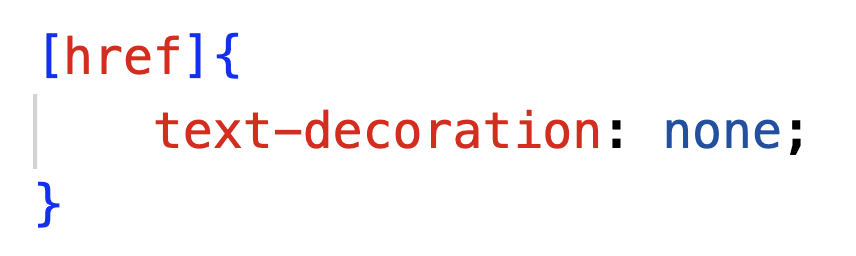 [href]{
    text-decoration: none;
}